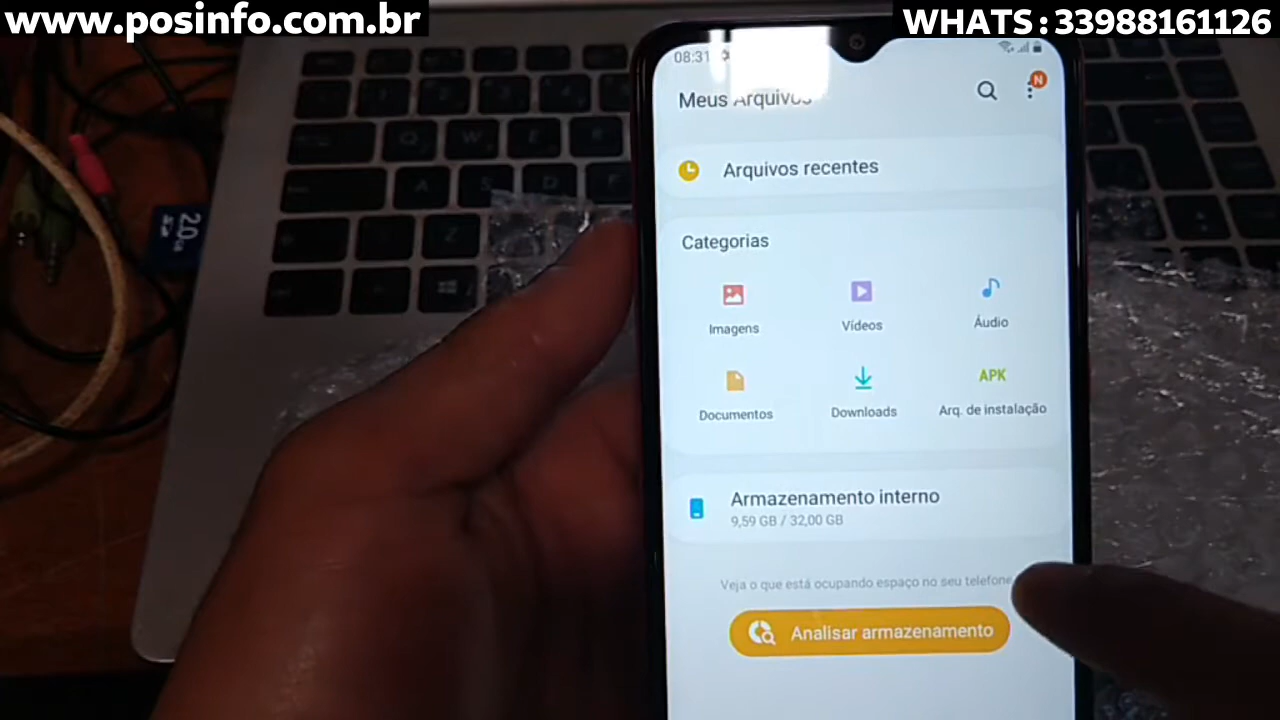 www.posinfo.com.br
WHATS:33988161126
08:31
Meus Arquivos
N
Arquivos recentes
Categorias
Imagens
Vídeos
Áudio
APK
Documentos
Downloads
Arq. de instalação
Armazenamento interno
9,59 GB / 32,00 GB
Veja o que está ocupando espaço no seu telefone
Analisar armazenamento
Q
W
E
R
A
S
D
F
Z
2.0